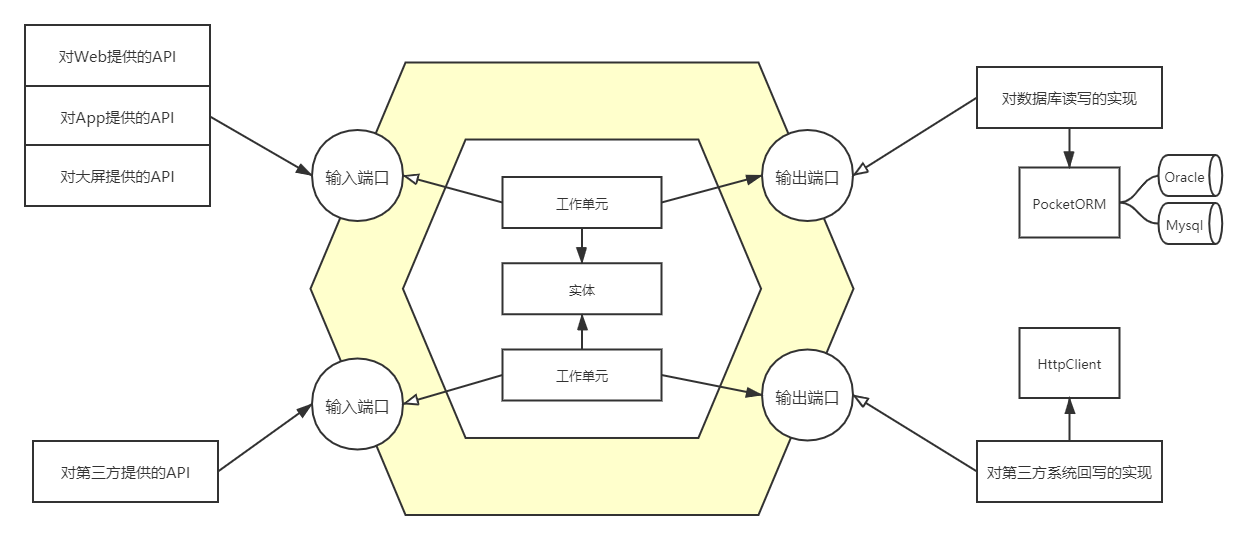 对Web提供的API
对App提供的API
对大屏提供的API
输入端口
工作单元
输出端口
对数据库读写的实现
PocketORM
Oracle
Mysql
实体
工作单元
输入端口
输出端口
HttpClient
对第三方提供的API
对第三方系统回写的实现